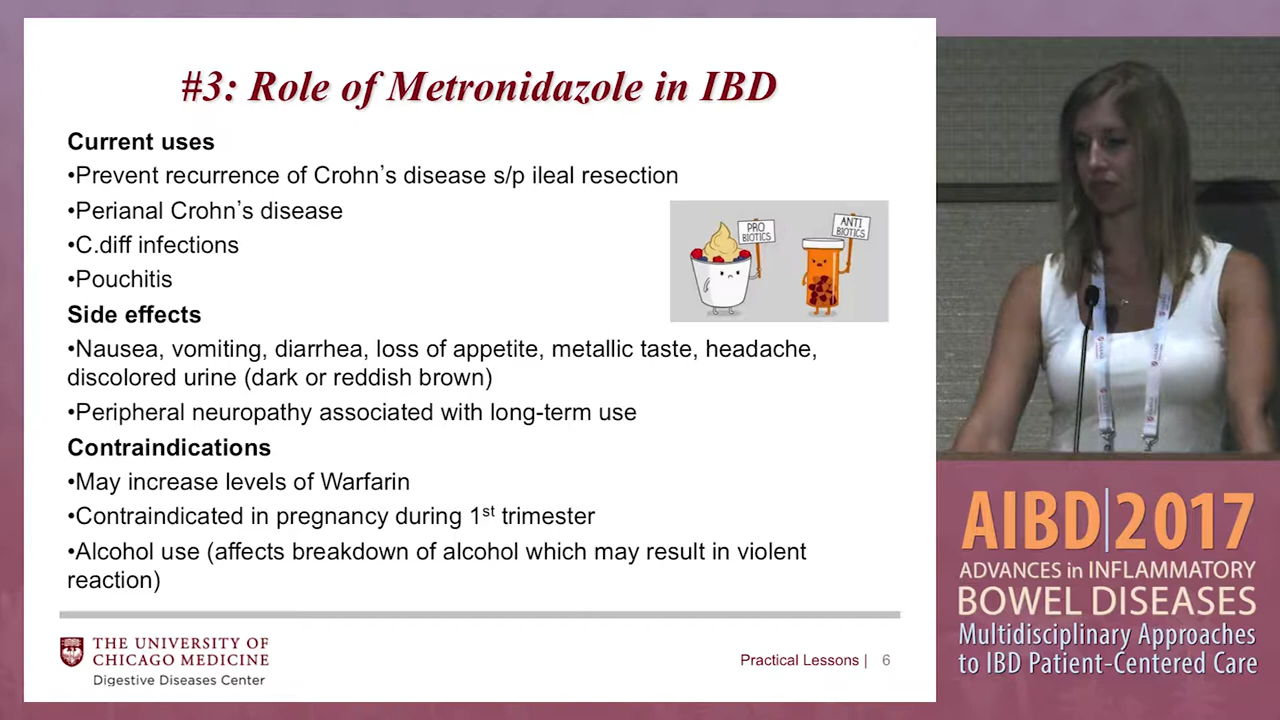 #3: Role of Metronidazole in IBD
Current uses
•Prevent recurrence of Crohn's disease s/p ileal resection
•Perianal Crohn's disease
•C.diff infections
•Pouchitis
PRO
BIOTICS
ANTI
BIOTICS
Side effects
•Nausea, vomiting, diarrhea, loss of appetite, metallic taste, headache,
discolored urine (dark or reddish brown)
•Peripheral neuropathy associated with long-term use
Contraindications
•May increase levels of Warfarin
•Contraindicated in pregnancy during 1st trimester
•Alcohol use (affects breakdown of alcohol which may result in violent
reaction)
THE UNIVERSITY OF
CHICAGO MEDICINE
Digestive Diseases Center
Practical Lessons | 6
AIBD|2017
ADVANCES in INFLAMMATORY
BOWEL DISEASES
Multidisciplinary Approaches
to IBD Patient-Centered Care